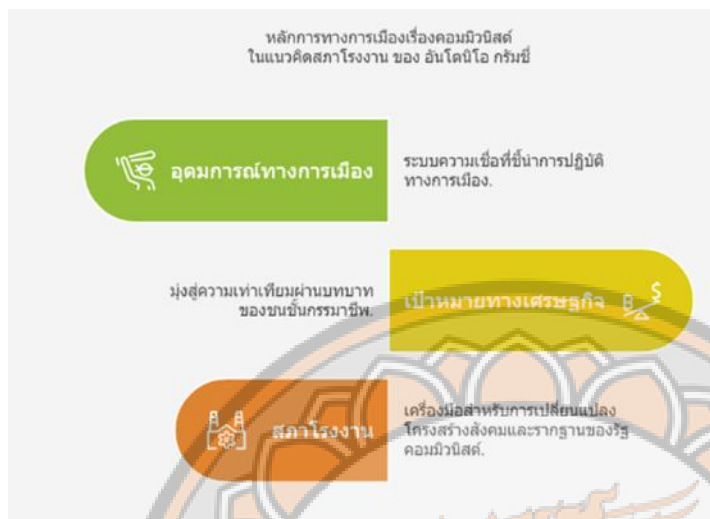 หลักการทางการเมืองเรื่องคอมมิวนิสต์
ในแนวคิดสภาโรงงาน ของ อันโตนิโอ กรัมชี่
อุดมการณ์ทางการเมือง
ระบบความเชื่อที่ชี้นำการปฏิบัติ
ทางการเมือง.
มุ่งสู่ความเท่าเทียมผ่านบทบาท
ของชนชั้นกรรมาชีพ.
เป้าหมายทางเศรษฐกิจ
สภาโรงงาน
เครื่องมือสำหรับการเปลี่ยนแปลง
โครงสร้างสังคมและรากฐานของรัฐ
คอมมิวนิสต์.